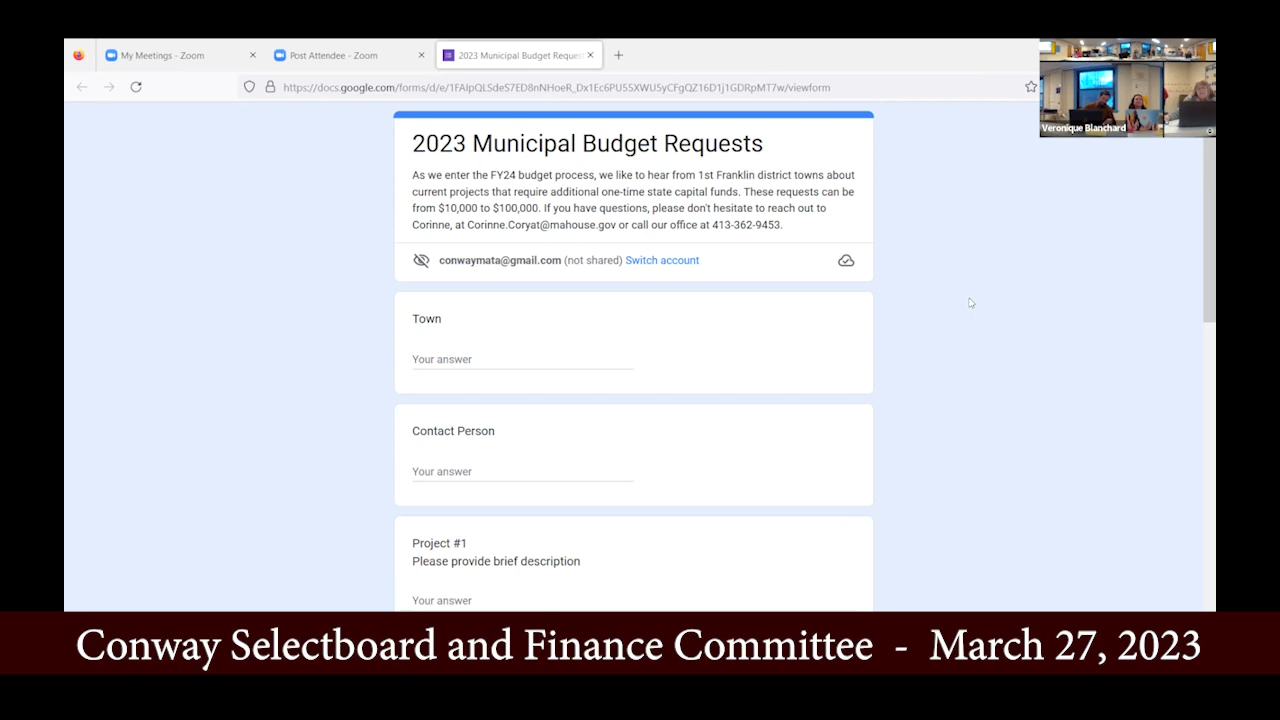 My Meetings - Zoom
Post Attendee - Zoom
2023 Municipal Budget Reques
https://docs.google.com/forms/d/e/1FAIpQLSdeS7ED8nNHoeR_Dx1Ec6PU55XWU5yCFgQZ16D1j1GDRpMT7w/viewform
Veronique Blanchard
2023 Municipal Budget Requests
As we enter the FY24 budget process, we like to hear from 1st Franklin district towns about
current projects that require additional one-time state capital funds. These requests can be
from $10,000 to $100,000. If you have questions, please don't hesitate to reach out to
Corinne, at Corinne.Coryat@mahouse.gov or call our office at 413-362-9453.
conwaymata@gmail.com (not shared) Switch account
Town
Your answer
Contact Person
Your answer
Project #1
Please provide brief description
Your answer
Conway Selectboard and Finance Committee - March 27, 2023